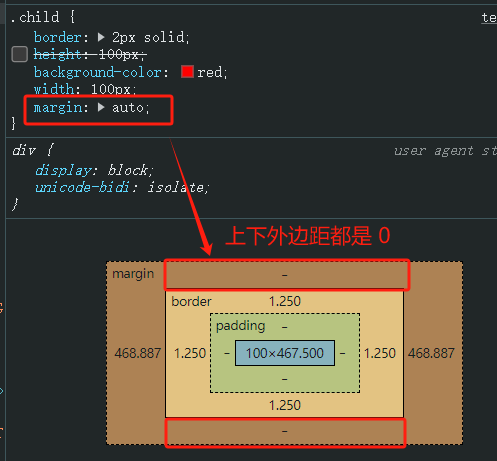 .child { te
border: ▶ 2px solid;
height: 100px;
background-color: red;
width: 100px;
margin: ▶ auto;
}
div { user agent st
display: block;
unicode-bidi: isolate;
}
上下外边距都是 0
margin –
border 1.250
padding –
468.887 1.250 – 100×467.500 – 1.250 468.887
–
1.250
–